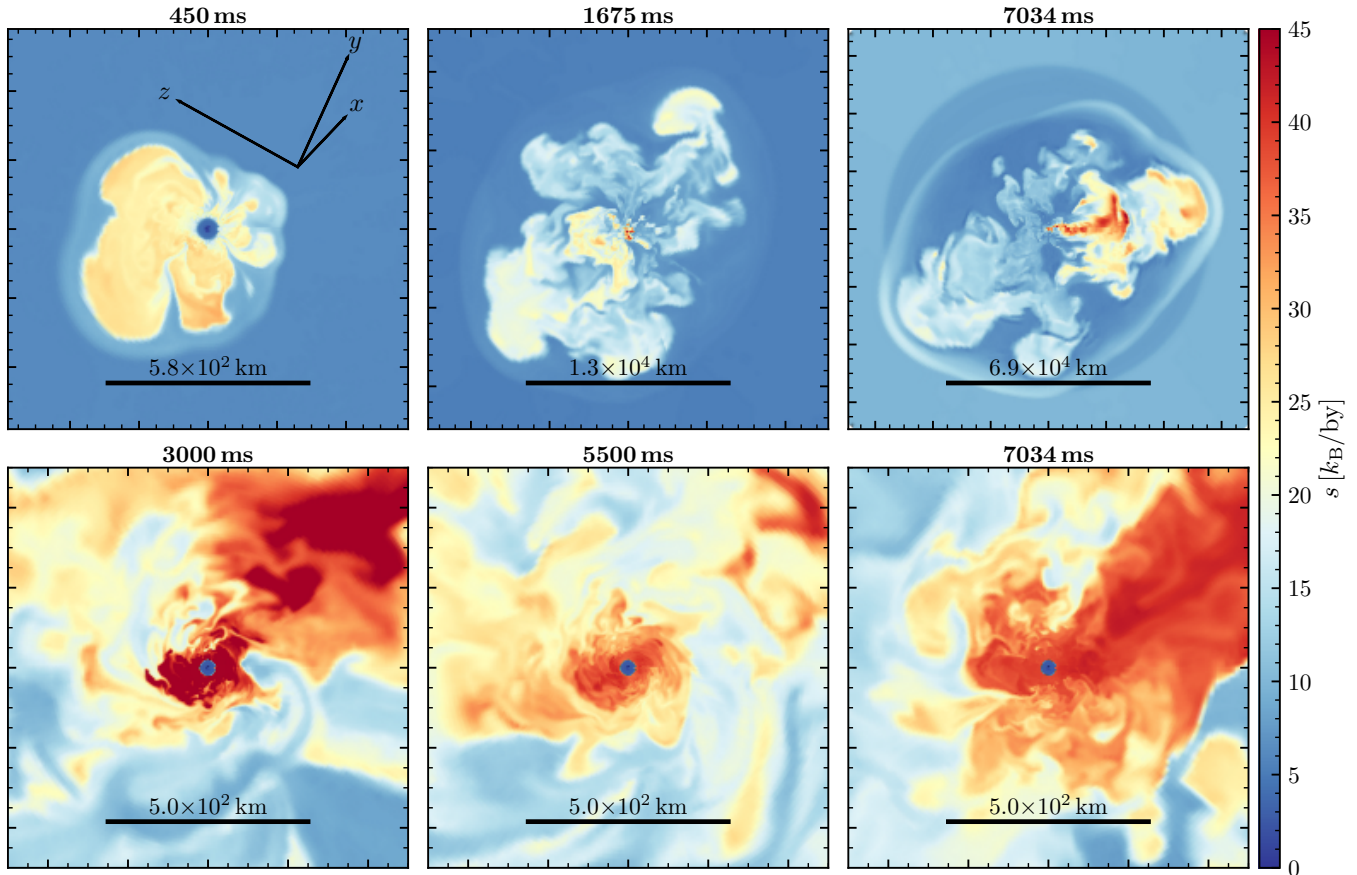 450 ms
1675 ms
7034 ms
y
z
x
5.8×10² km
1.3×10⁴ km
6.9×10⁴ km
3000 ms
5500 ms
7034 ms
5.0×10² km
5.0×10² km
5.0×10² km
45
40
35
30
25
20
15
10
5
0
s [k_B/by]